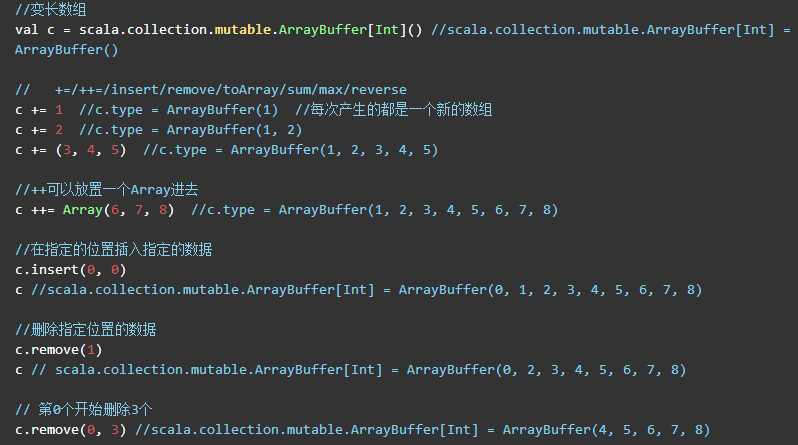 //变长数组
val c = scala.collection.mutable.ArrayBuffer[Int]() //scala.collection.mutable.ArrayBuffer[Int] =
ArrayBuffer()
//   +=/++=/insert/remove/toArray/sum/max/reverse
c += 1  //c.type = ArrayBuffer(1)  //每次产生的都是一个新的数组
c += 2  //c.type = ArrayBuffer(1, 2)
c += (3, 4, 5)  //c.type = ArrayBuffer(1, 2, 3, 4, 5)
//++可以放置一个Array进去
c ++= Array(6, 7, 8)  //c.type = ArrayBuffer(1, 2, 3, 4, 5, 6, 7, 8)
//在指定的位置插入指定的数据
c.insert(0, 0)
c //scala.collection.mutable.ArrayBuffer[Int] = ArrayBuffer(0, 1, 2, 3, 4, 5, 6, 7, 8)
//删除指定位置的数据
c.remove(1)
c // scala.collection.mutable.ArrayBuffer[Int] = ArrayBuffer(0, 2, 3, 4, 5, 6, 7, 8)
// 第0个开始删除3个
c.remove(0, 3) //scala.collection.mutable.ArrayBuffer[Int] = ArrayBuffer(4, 5, 6, 7, 8)